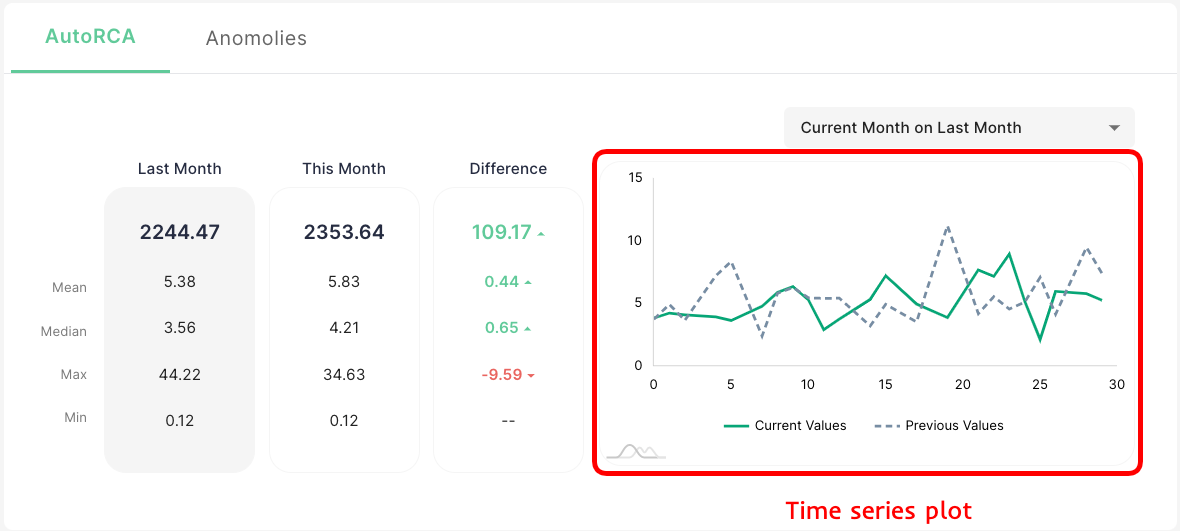 AutoRCA Anomolies
Current Month on Last Month
Last Month This Month Difference
2244.47 2353.64 109.17
Mean 5.38 5.83 0.44
Median 3.56 4.21 0.65
Max 44.22 34.63 -9.59
Min 0.12 0.12 --
15
10
5
0
0 5 10 15 20 25 30
Current Values Previous Values
Time series plot